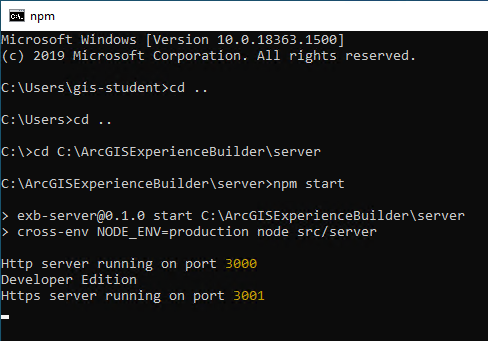 npm
Microsoft Windows [Version 10.0.18363.1500]
(c) 2019 Microsoft Corporation. All rights reserved.
C:\Users\gis-student>cd ..
C:\Users>cd ..
C:\>cd C:\ArcGISExperienceBuilder\server
C:\ArcGISExperienceBuilder\server>npm start
> exb-server@0.1.0 start C:\ArcGISExperienceBuilder\server
> cross-env NODE_ENV=production node src/server
Http server running on port 3000
Developer Edition
Https server running on port 3001